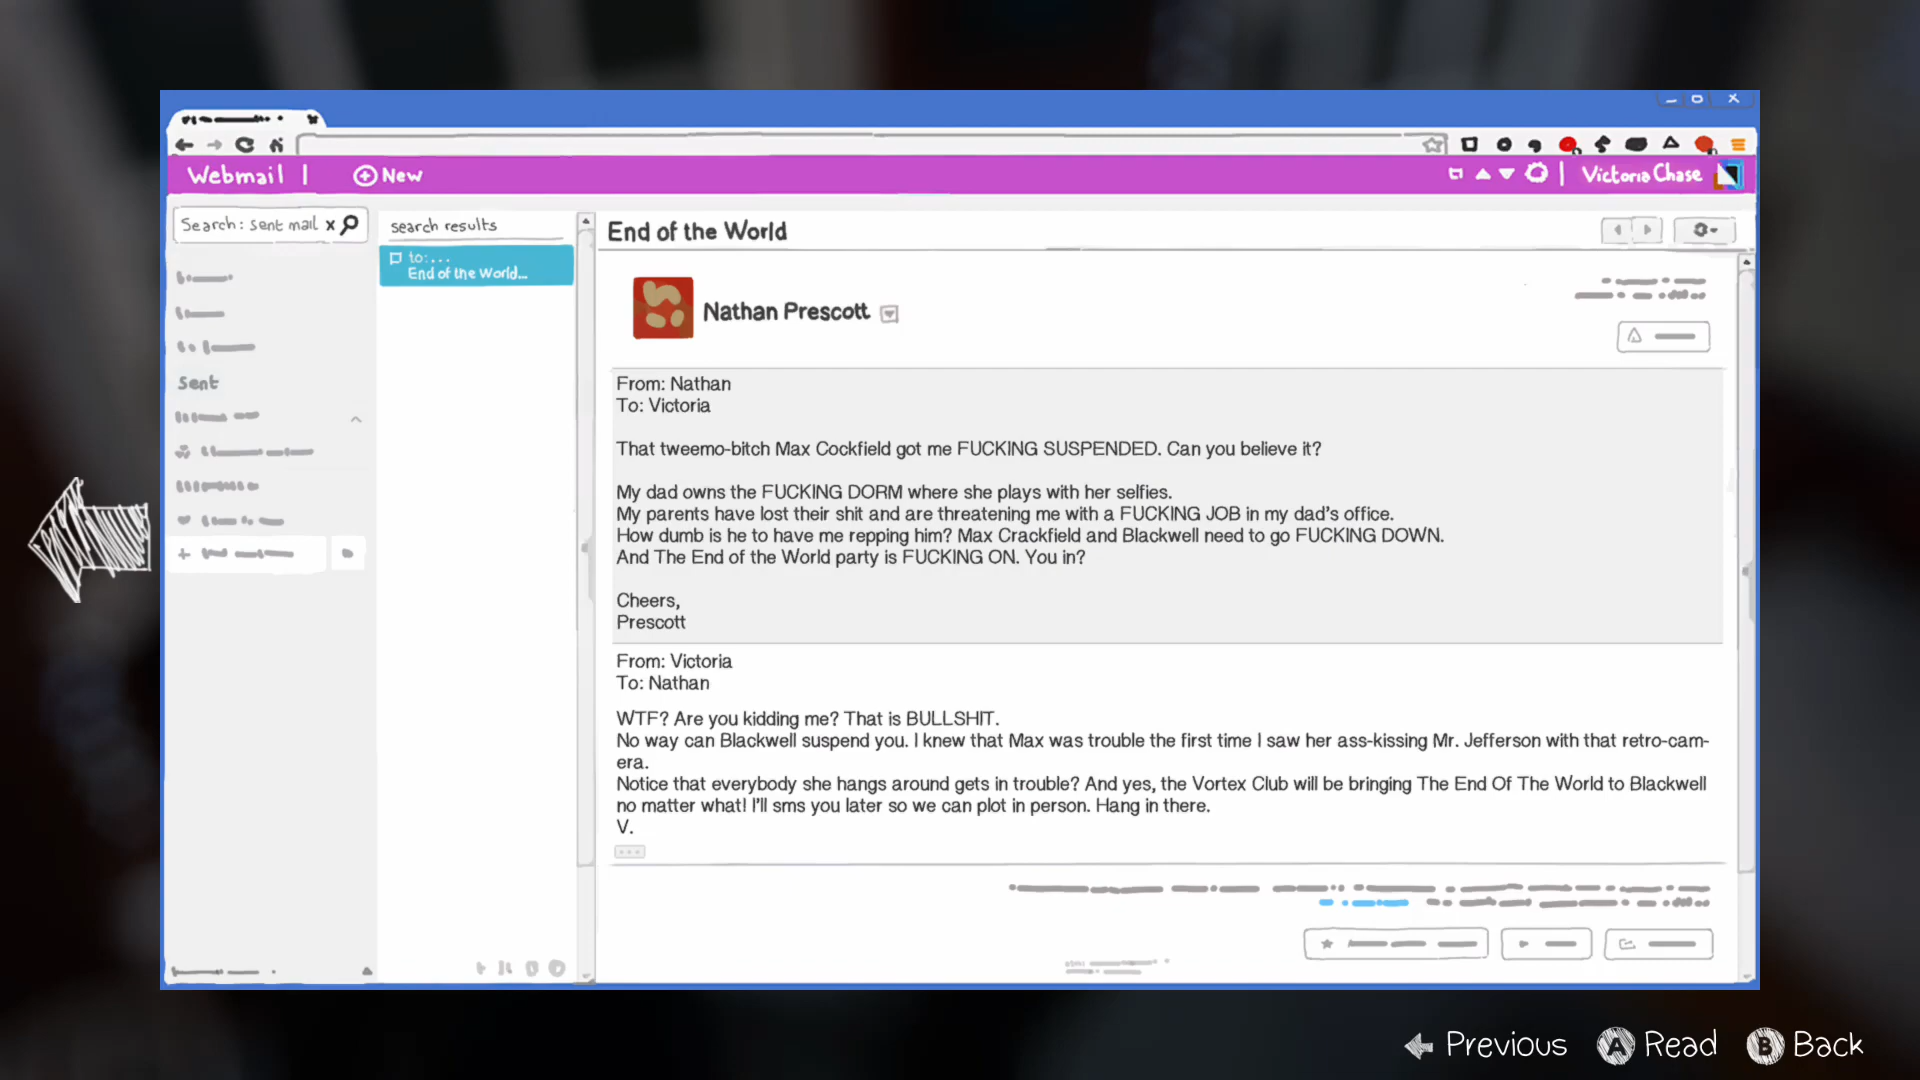 Webmail |
New
| Victoria Chase
Search: sent mail x
search results
to:...
End of the World...
Sent
End of the World
Nathan Prescott
From: Nathan
To: Victoria
That tweemo-bitch Max Cockfield got me FUCKING SUSPENDED. Can you believe it?
My dad owns the FUCKING DORM where she plays with her selfies.
My parents have lost their shit and are threatening me with a FUCKING JOB in my dad's office.
How dumb is he to have me repping him? Max Crackfield and Blackwell need to go FUCKING DOWN.
And The End of the World party is FUCKING ON. You in?
Cheers,
Prescott
From: Victoria
To: Nathan
WTF? Are you kidding me? That is BULLSHIT.
No way can Blackwell suspend you. I knew that Max was trouble the first time I saw her ass-kissing Mr. Jefferson with that retro-cam-
era.
Notice that everybody she hangs around gets in trouble? And yes, the Vortex Club will be bringing The End Of The World to Blackwell
no matter what! I'll sms you later so we can plot in person. Hang in there.
V.
Previous
A Read
B Back